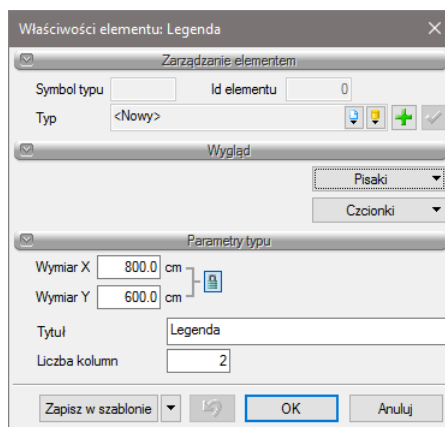 Właściwości elementu: Legenda
Zarządzanie elementem
Symbol typu Id elementu 0
Typ <Nowy>
Wygląd
Pisaki
Czcionki
Parametry typu
Wymiar X 800.0 cm
Wymiar Y 600.0 cm
Tytuł Legenda
Liczba kolumn 2
Zapisz w szablonie OK Anuluj